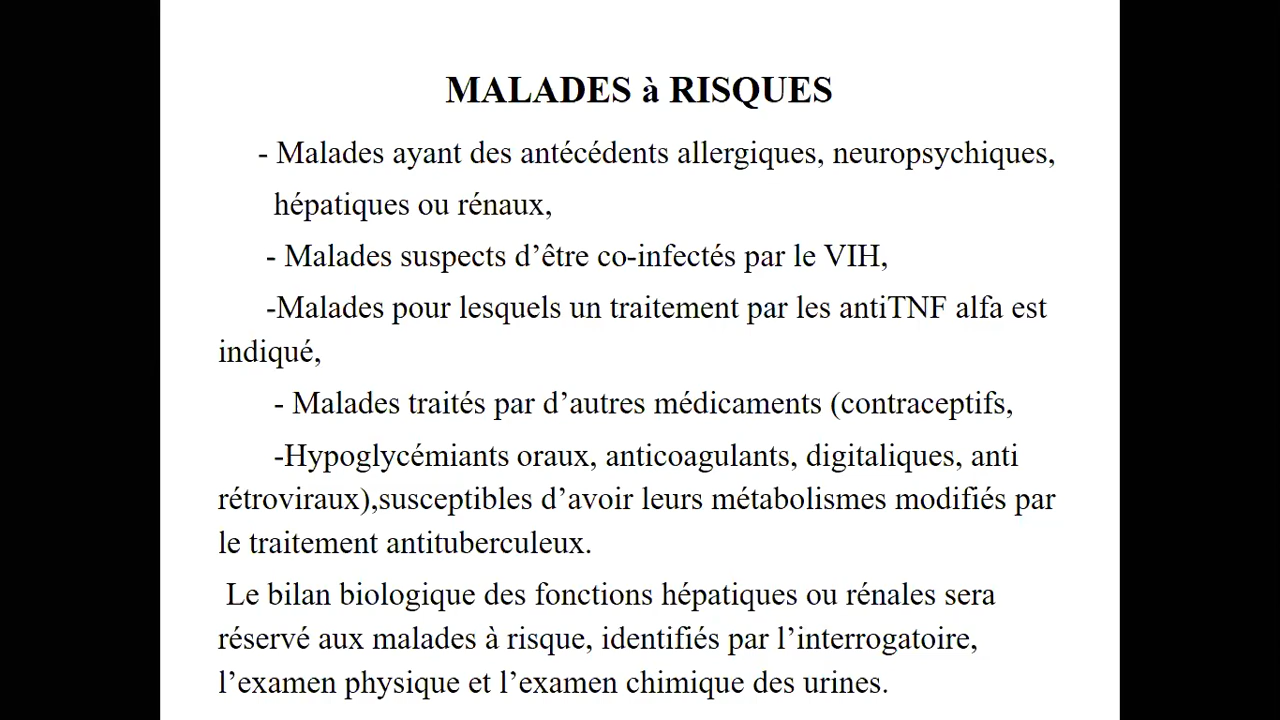 MALADES à RISQUES
- Malades ayant des antécédents allergiques, neuropsychiques,
hépatiques ou rénaux,
- Malades suspects d’être co-infectés par le VIH,
-Malades pour lesquels un traitement par les antiTNF alfa est
indiqué,
- Malades traités par d’autres médicaments (contraceptifs,
-Hypoglycémiants oraux, anticoagulants, digitaliques, anti
rétroviraux),susceptibles d’avoir leurs métabolismes modifiés par
le traitement antituberculeux.
Le bilan biologique des fonctions hépatiques ou rénales sera
réservé aux malades à risque, identifiés par l’interrogatoire,
l’examen physique et l’examen chimique des urines.